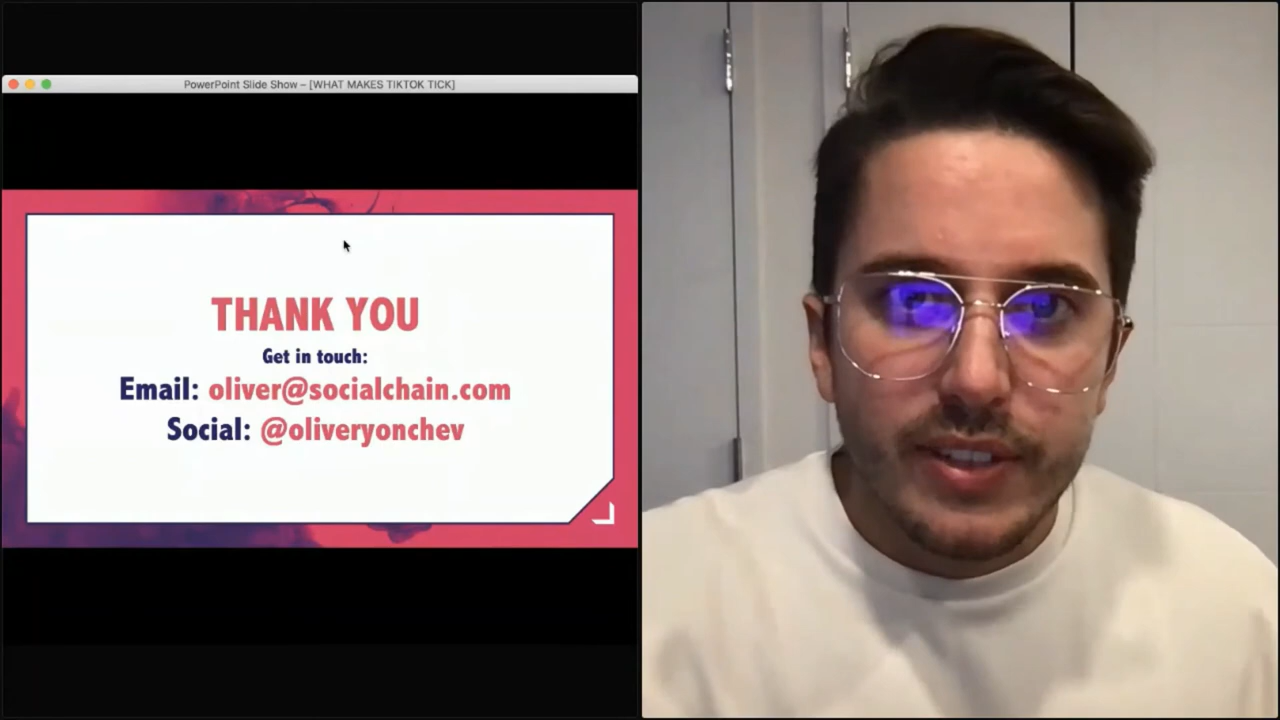 PowerPoint Slide Show – [WHAT MAKES TIKTOK TICK]
THANK YOU
Get in touch:
Email: oliver@socialchain.com
Social: @oliveryonchev